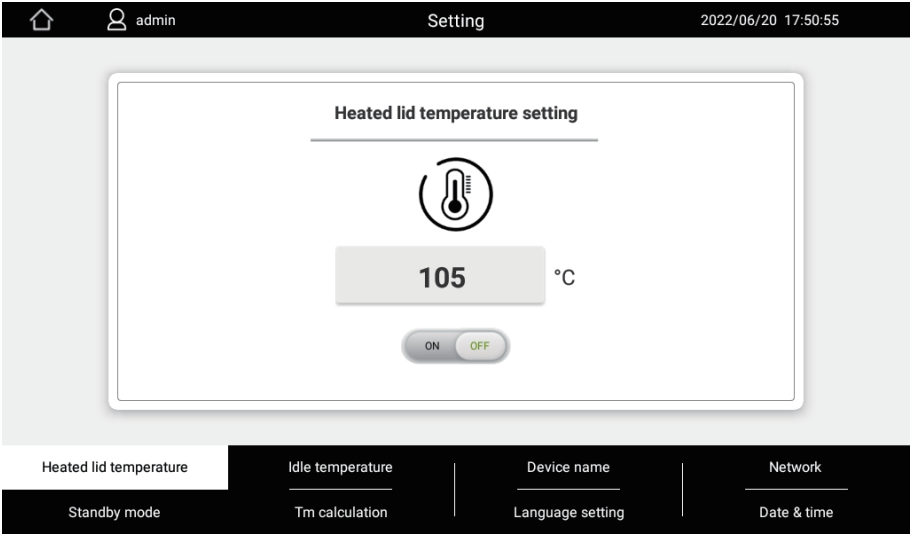 admin Setting 2022/06/20 17:50:55
Heated lid temperature setting
105 °C
ON OFF
Heated lid temperature Idle temperature Device name Network
Standby mode Tm calculation Language setting Date & time